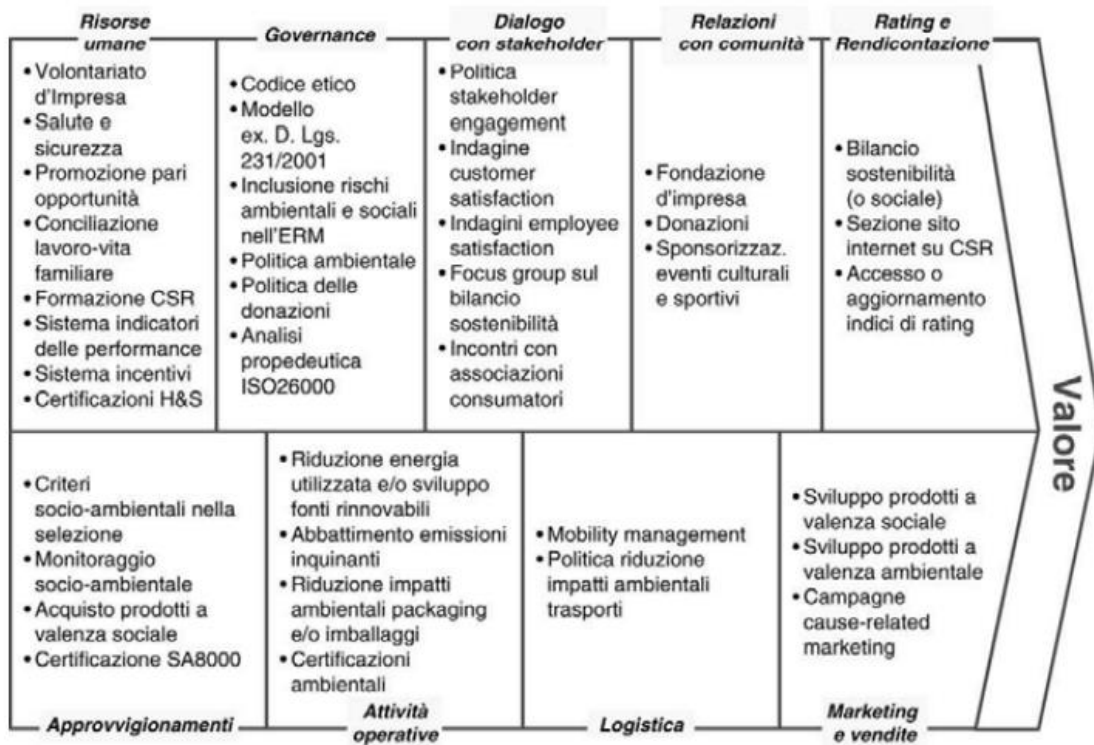 Risorse
umane
• Volontariato
d'Impresa
• Salute e
sicurezza
• Promozione pari
opportunità
• Conciliazione
lavoro-vita
familiare
• Formazione CSR
• Sistema indicatori
delle performance
• Sistema incentivi
• Certificazioni H&S
Governance
• Codice etico
• Modello
ex. D. Lgs.
231/2001
• Inclusione rischi
ambientali e sociali
nell'ERM
• Politica ambientale
• Politica delle
donazioni
• Analisi
propedeutica
ISO26000
Dialogo
con stakeholder
• Politica
stakeholder
engagement
• Indagine
customer
satisfaction
• Indagini employee
satisfaction
• Focus group sul
bilancio
sostenibilità
• Incontri con
associazioni
consumatori
Relazioni
con comunità
• Fondazione
d'impresa
• Donazioni
• Sponsorizzaz.
eventi culturali
e sportivi
Rating e
Rendicontazione
• Bilancio
sostenibilità
(o sociale)
• Sezione sito
internet su CSR
• Accesso o
aggiornamento
indici di rating
Valore
• Criteri
socio-ambientali nella
selezione
• Monitoraggio
socio-ambientale
• Acquisto prodotti a
valenza sociale
• Certificazione SA8000
Approvvigionamenti
• Riduzione energia
utilizzata e/o sviluppo
fonti rinnovabili
• Abbattimento emissioni
inquinanti
• Riduzione impatti
ambientali packaging
e/o imballaggi
• Certificazioni
ambientali
Attività
operative
• Mobility management
• Politica riduzione
impatti ambientali
trasporti
Logistica
• Sviluppo prodotti a
valenza sociale
• Sviluppo prodotti a
valenza ambientale
• Campagne
cause-related
marketing
Marketing
e vendite